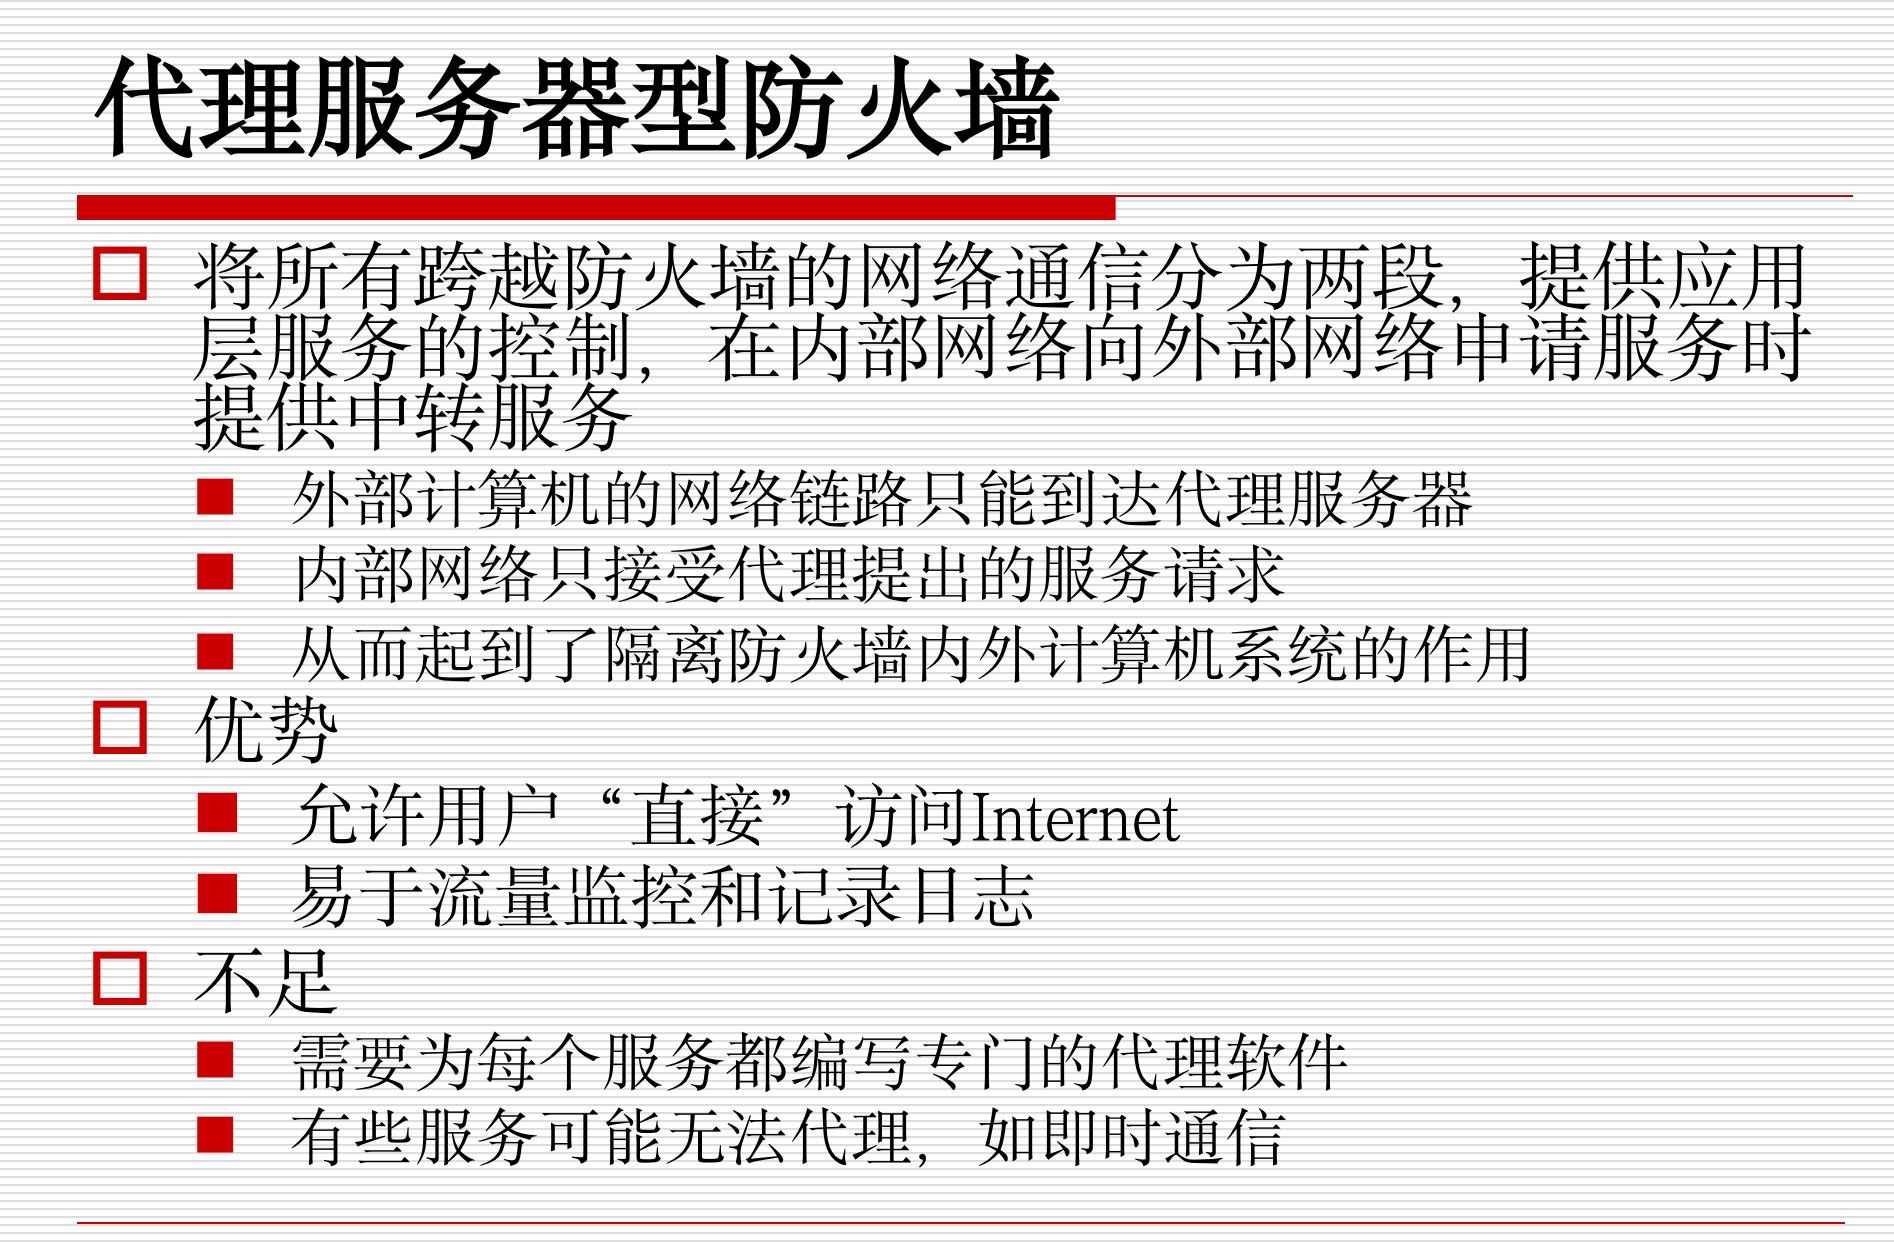 代理服务器型防火墙
将所有跨越防火墙的网络通信分为两段，提供应用
层服务的控制，在内部网络向外部网络申请服务时
提供中转服务
外部计算机的网络链路只能到达代理服务器
内部网络只接受代理提出的服务请求
从而起到了隔离防火墙内外计算机系统的作用
优势
允许用户“直接”访问Internet
易于流量监控和记录日志
不足
需要为每个服务都编写专门的代理软件
有些服务可能无法代理，如即时通信